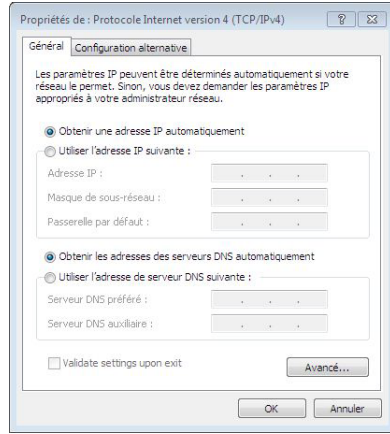 Propriétés de : Protocole Internet version 4 (TCP/IPv4)
Général Configuration alternative
Les paramètres IP peuvent être déterminés automatiquement si votre
réseau le permet. Sinon, vous devez demander les paramètres IP
appropriés à votre administrateur réseau.
Obtenir une adresse IP automatiquement
Utiliser l'adresse IP suivante :
Adresse IP :
Masque de sous-réseau :
Passerelle par défaut :
Obtenir les adresses des serveurs DNS automatiquement
Utiliser l'adresse de serveur DNS suivante :
Serveur DNS préféré :
Serveur DNS auxiliaire :
Validate settings upon exit
Avancé...
OK Annuler